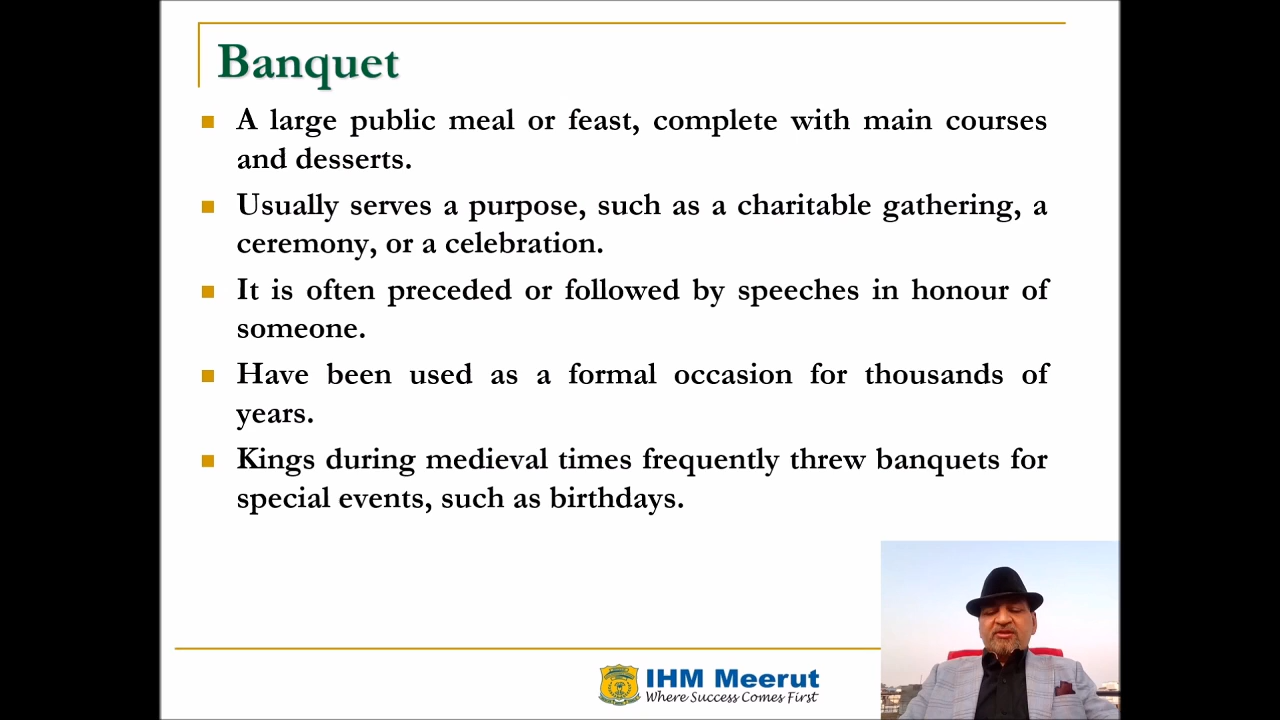 Banquet
A large public meal or feast, complete with main courses
and desserts.
Usually serves a purpose, such as a charitable gathering, a
ceremony, or a celebration.
It is often preceded or followed by speeches in honour of
someone.
Have been used as a formal occasion for thousands of
years.
Kings during medieval times frequently threw banquets for
special events, such as birthdays.
IHM Meerut
Where Success Comes First